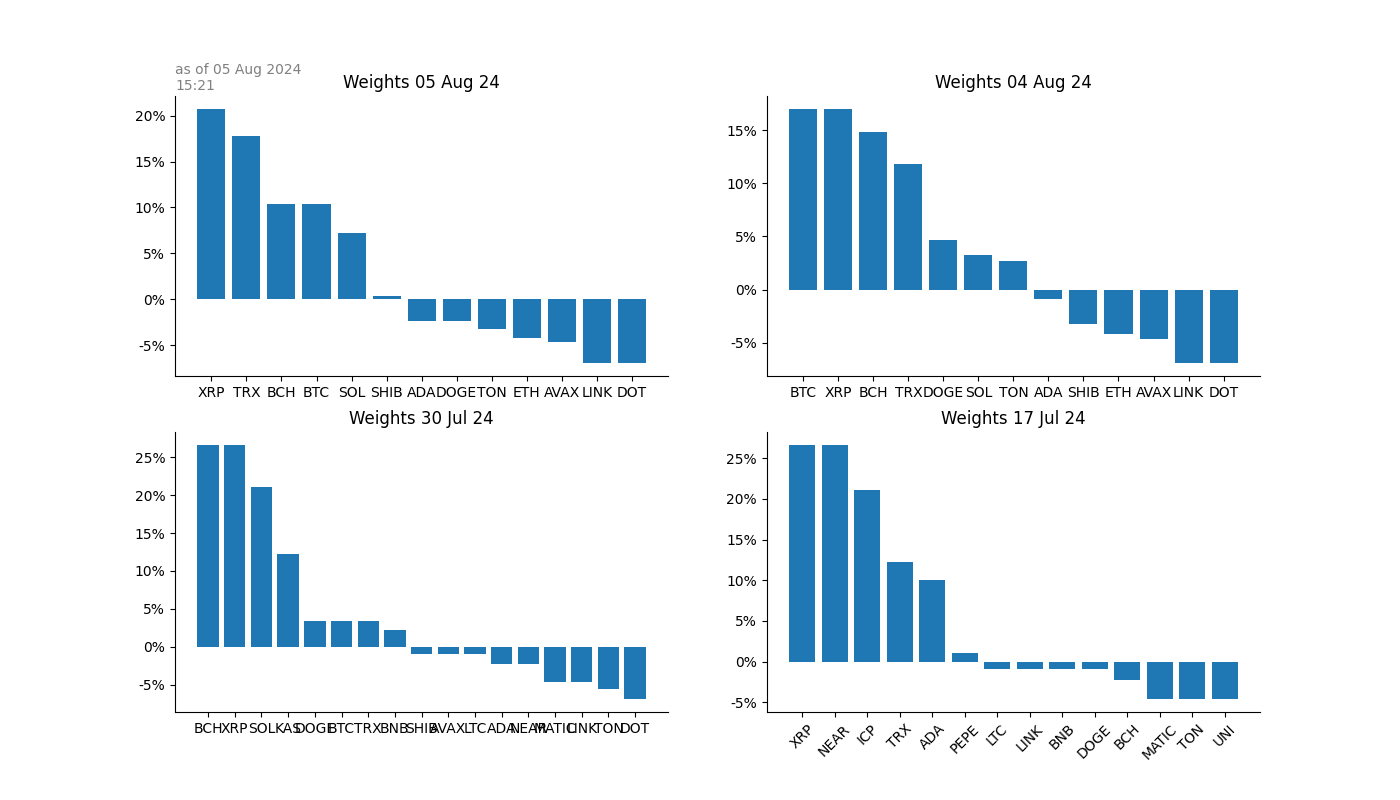 as of 05 Aug 2024
15:21
Weights 05 Aug 24
20%
15%
10%
5%
0%
-5%
XRP TRX BCH BTC SOL SHIB ADA DOGE TON ETH AVAX LINK DOT
Weights 04 Aug 24
15%
10%
5%
0%
-5%
BTC XRP BCH TRX DOGE SOL TON ADA SHIB ETH AVAX LINK DOT
Weights 30 Jul 24
25%
20%
15%
10%
5%
0%
-5%
BCH XRP SOL KAS DOGE BTC TRX BNB SHIB AVAX LTC ADA NEAR MATIC LINK TON DOT
Weights 17 Jul 24
25%
20%
15%
10%
5%
0%
-5%
XRP NEAR ICP TRX ADA PEPE LTC LINK BNB DOGE BCH MATIC TON UNI